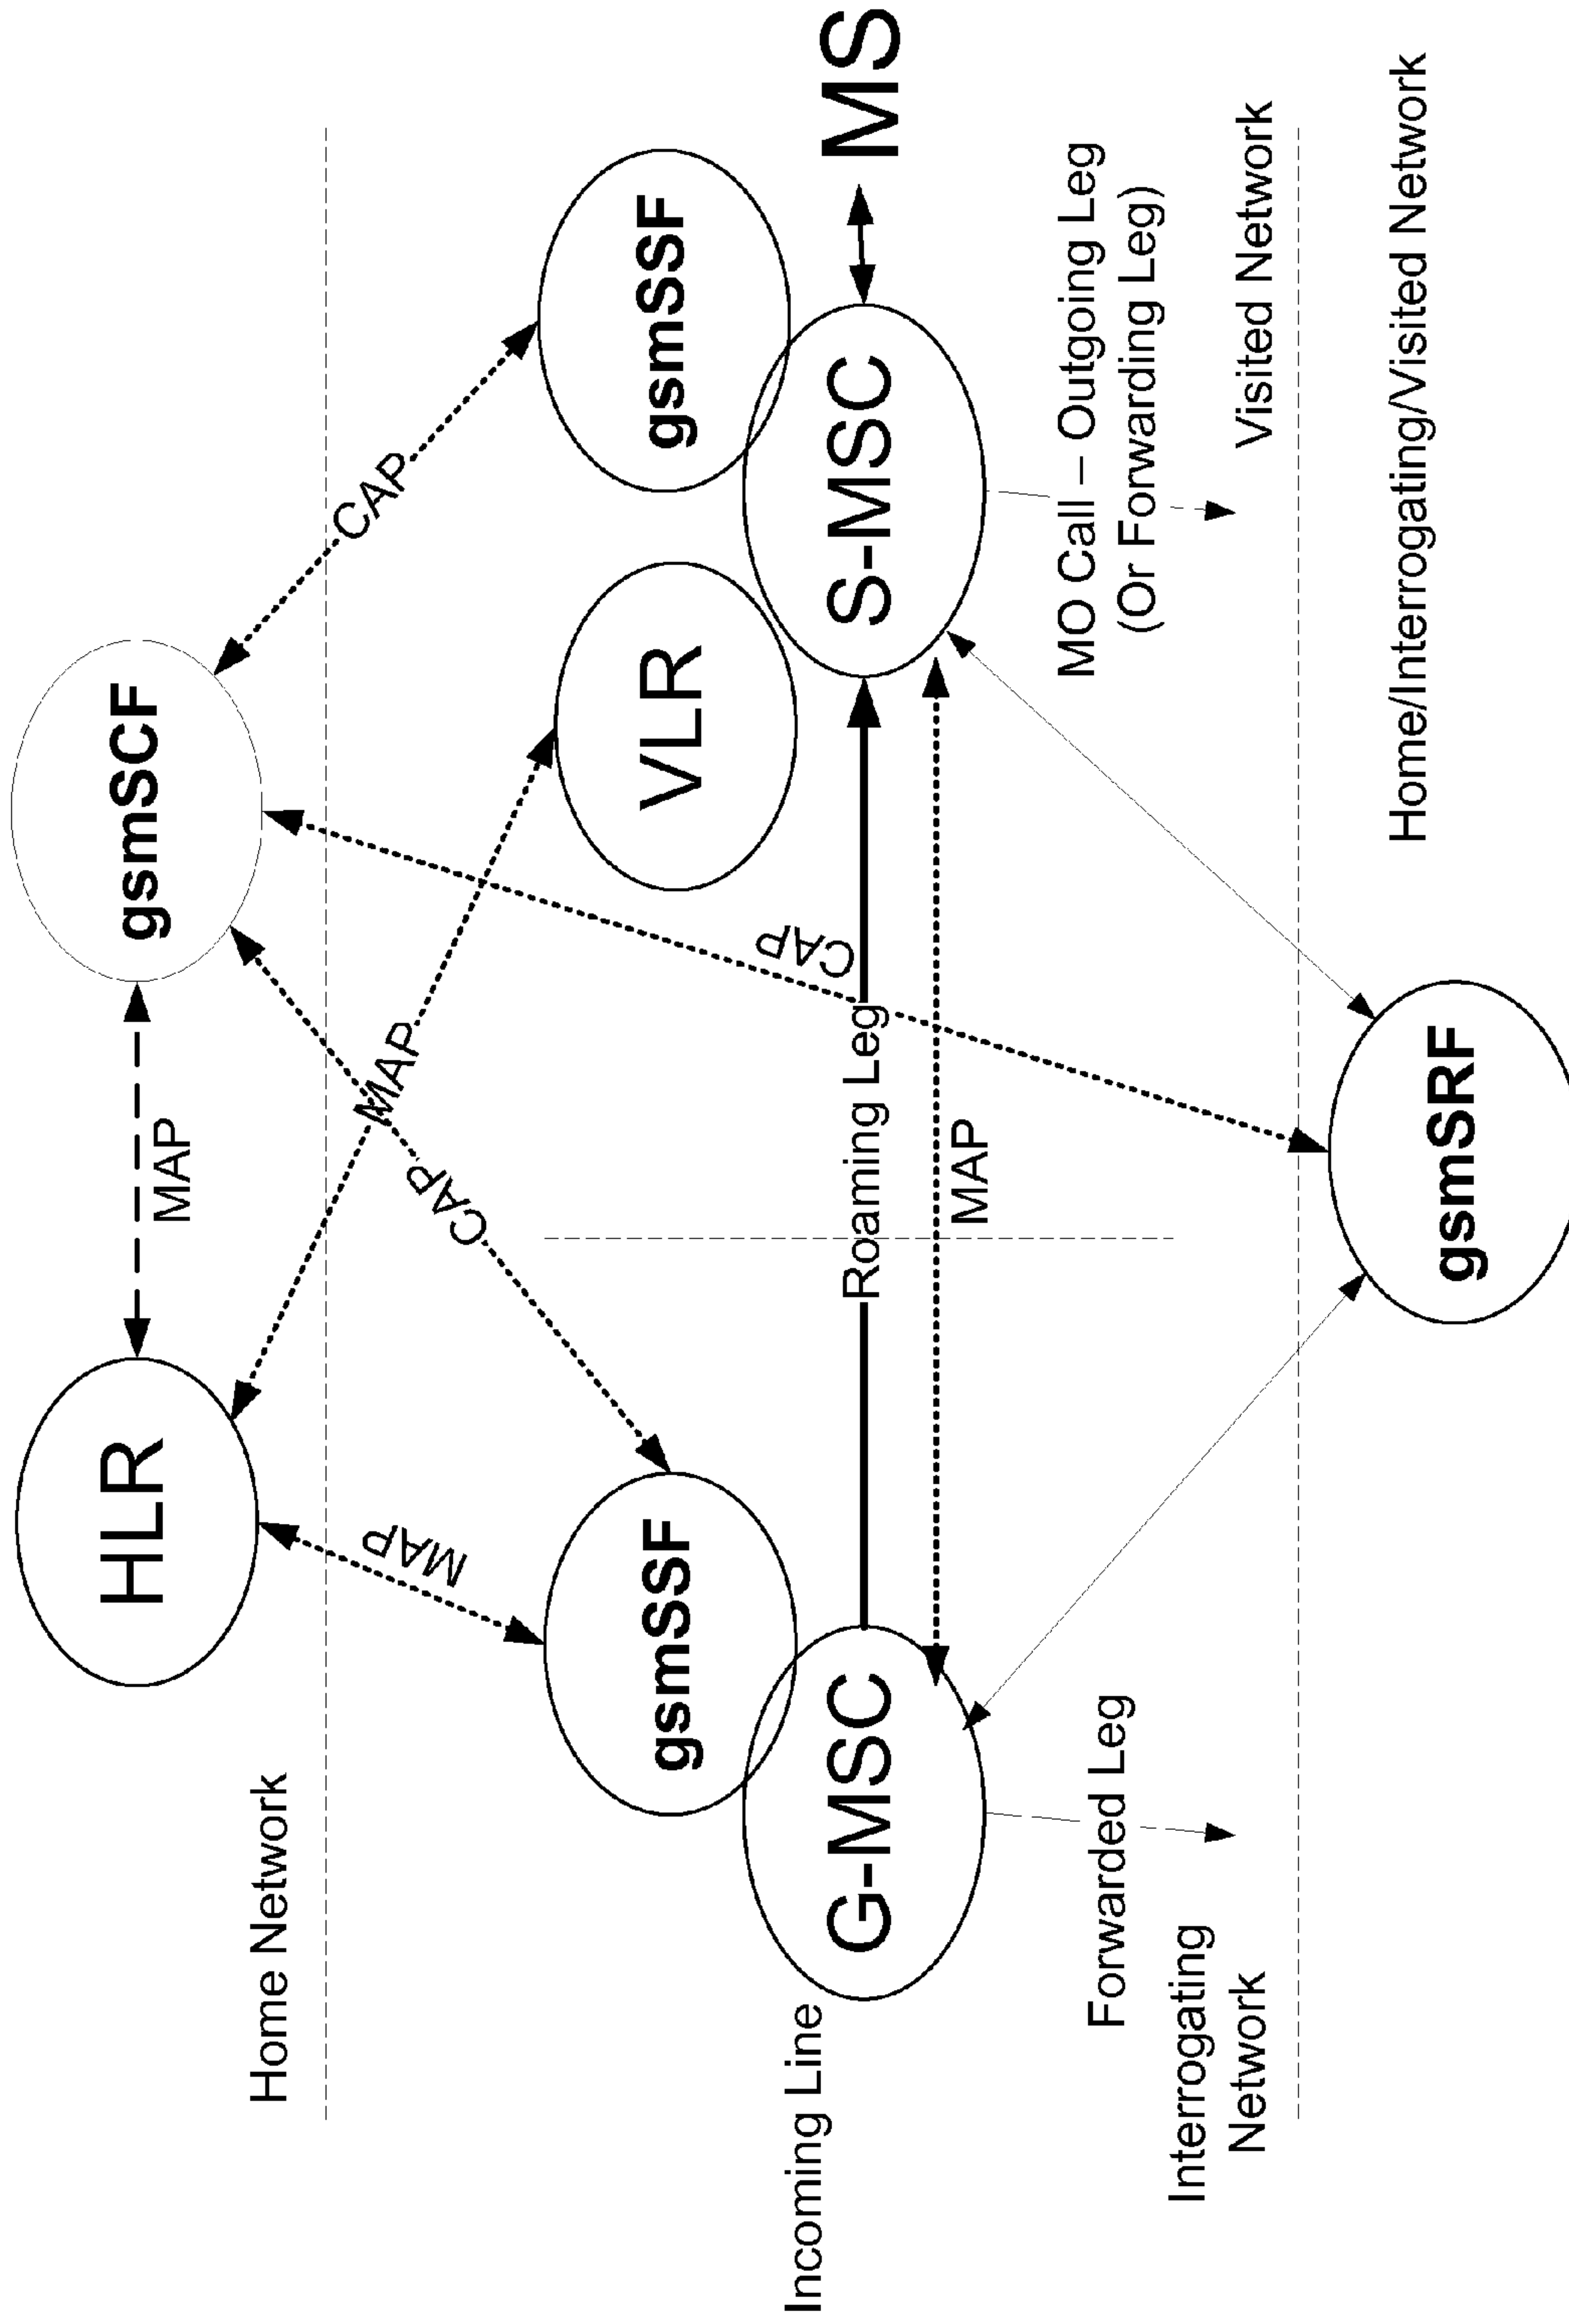 HLR
MAP
gsmSCF
Home Network
MAP
MAP
CAP
CAP
gsmSSF
VLR
gsmSSF
CAP
Incoming Line
G-MSC
Roaming Leg
S-MSC
MS
MAP
Forwarded Leg
MO Call – Outgoing Leg
(Or Forwarding Leg)
Interrogating
Network
Visited Network
Home/Interrogating/Visited Network
gsmSRF